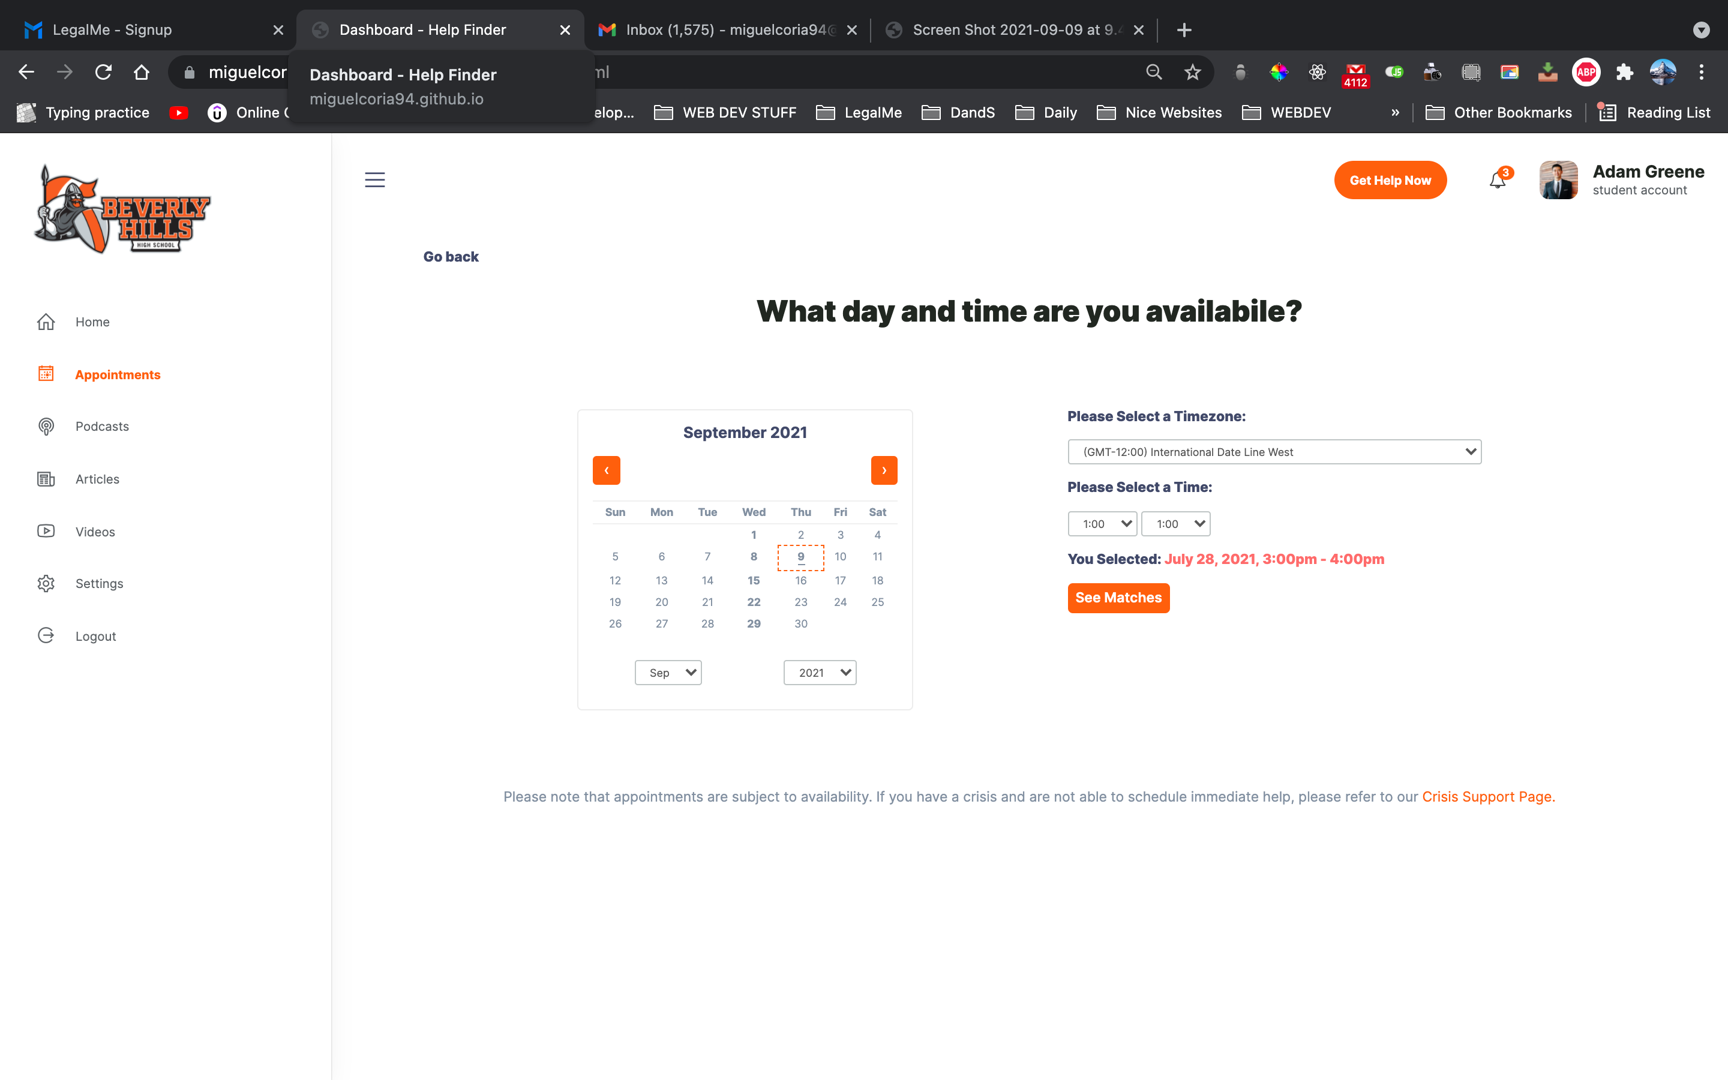 LegalMe - Signup
Dashboard - Help Finder
Inbox (1,575) - miguelcoria94@
Screen Shot 2021-09-09 at 9.4
miguelcor
ml
Dashboard - Help Finder
miguelcoria94.github.io
4112
JS
ABP
Typing practice
Online
elop...
WEB DEV STUFF
LegalMe
DandS
Daily
Nice Websites
WEBDEV
»
Other Bookmarks
Reading List
BEVERLY
HILLS
HIGH SCHOOL
Get Help Now
3
Adam Greene
student account
Go back
Home
Appointments
Podcasts
Articles
Videos
Settings
Logout
What day and time are you availabile?
September 2021
‹ ›
Sun Mon Tue Wed Thu Fri Sat
1 2 3 4
5 6 7 8 9 10 11
12 13 14 15 16 17 18
19 20 21 22 23 24 25
26 27 28 29 30
Sep 2021
Please Select a Timezone:
(GMT-12:00) International Date Line West
Please Select a Time:
1:00 1:00
You Selected: July 28, 2021, 3:00pm - 4:00pm
See Matches
Please note that appointments are subject to availability. If you have a crisis and are not able to schedule immediate help, please refer to our Crisis Support Page.